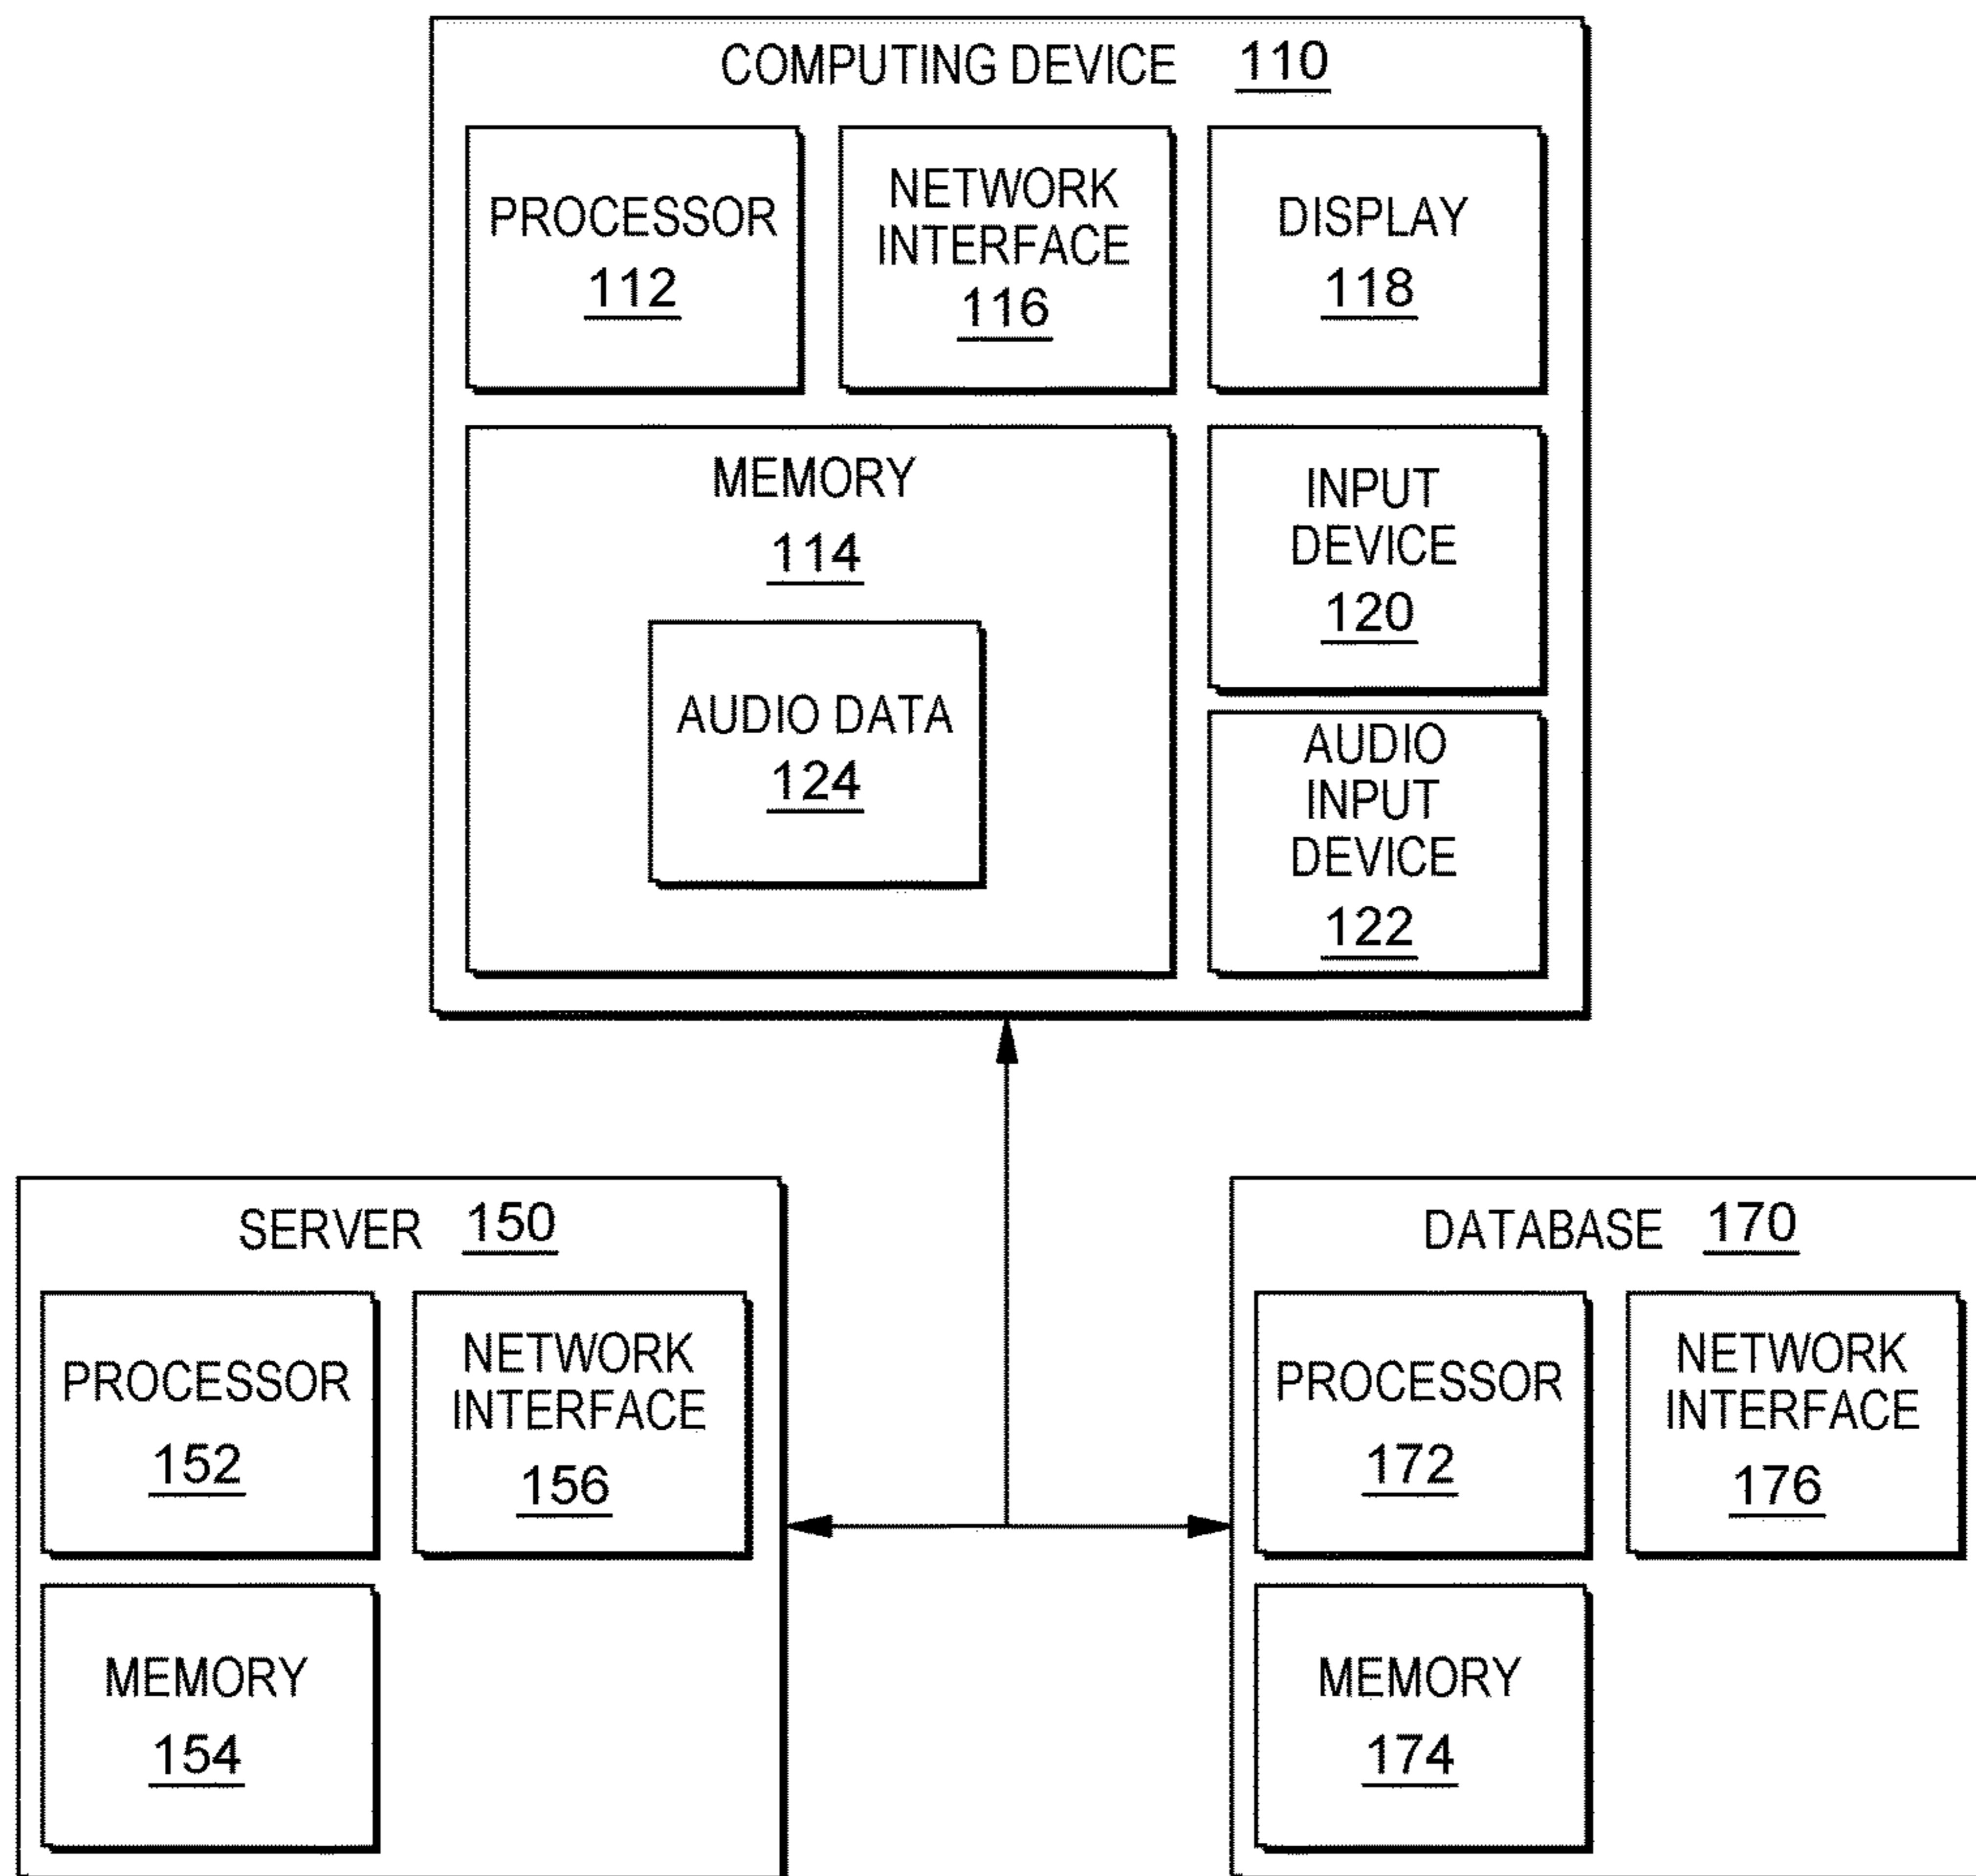 COMPUTING DEVICE 110
PROCESSOR
112
NETWORK
INTERFACE
116
DISPLAY
118
MEMORY
114
AUDIO DATA
124
INPUT
DEVICE
120
AUDIO
INPUT
DEVICE
122
SERVER 150
PROCESSOR
152
NETWORK
INTERFACE
156
MEMORY
154
DATABASE 170
PROCESSOR
172
NETWORK
INTERFACE
176
MEMORY
174